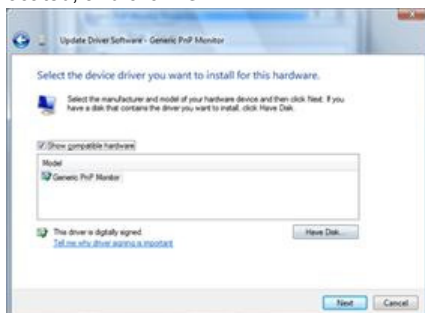 Update Driver Software - Generic PnP Monitor
Select the device driver you want to install for this hardware.
Select the manufacturer and model of your hardware device and then click Next. If you
have a disk that contains the driver you want to install, click Have Disk.
Show compatible hardware
Model
Generic PnP Monitor
This driver is digitally signed.
Have Disk...
Tell me why driver signing is important
Next
Cancel